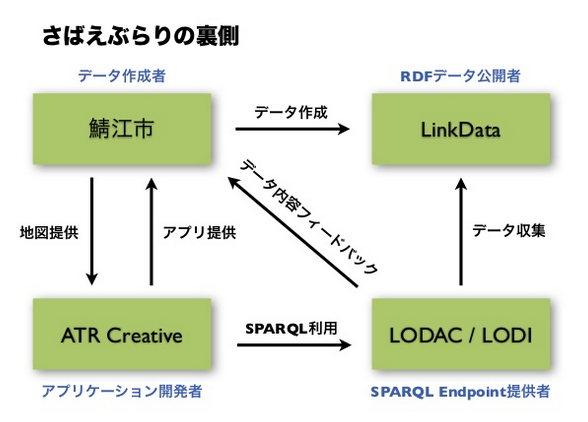 さばえぶらりの裏側
データ作成者
RDFデータ公開者
鯖江市
データ作成
LinkData
データ内容フィードバック
地図提供
アプリ提供
データ収集
ATR Creative
SPARQL利用
LODAC / LODI
アプリケーション開発者
SPARQL Endpoint提供者